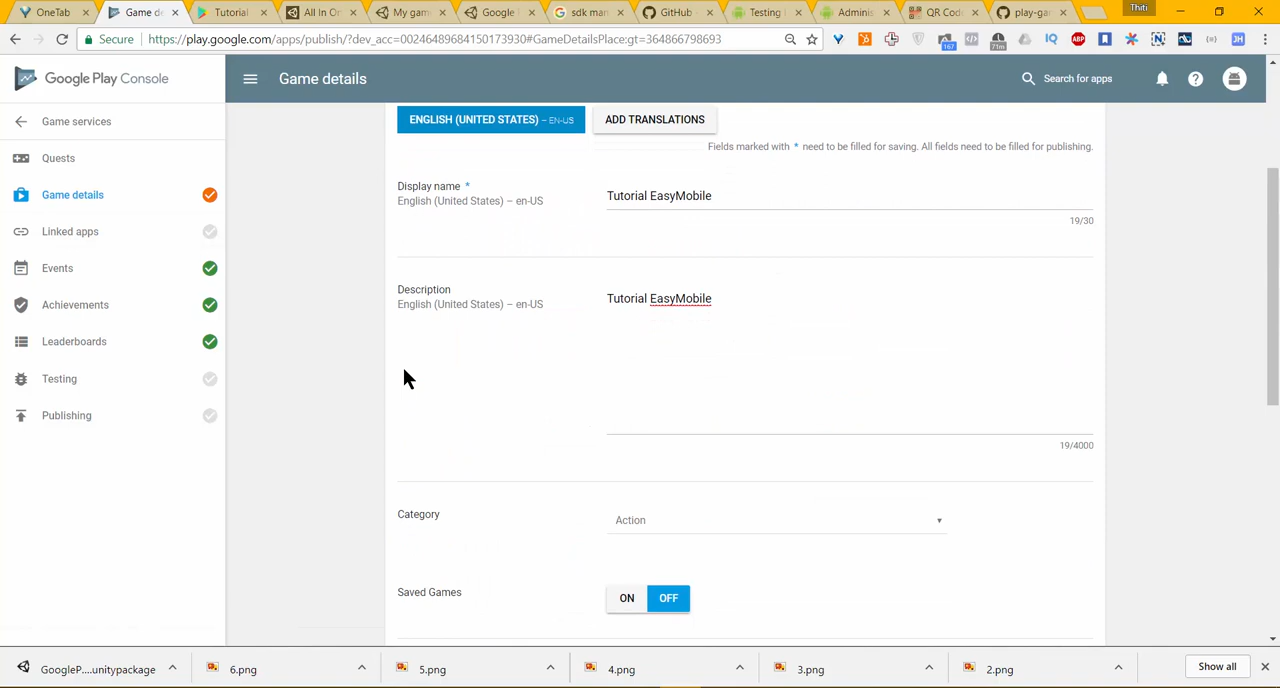 OneTab
Game de
Tutorial
All In On
My gam
Google
sdk man
GitHub
Testing
Adminis
QR Cod
play-gam
Thiti
Secure
https://play.google.com/apps/publish/?dev_acc=00246489684150173930#GameDetailsPlace:gt=364866798693
Google Play Console
Game details
Search for apps
Game services
Quests
Game details
Linked apps
Events
Achievements
Leaderboards
Testing
Publishing
ENGLISH (UNITED STATES) – EN-US
ADD TRANSLATIONS
Fields marked with * need to be filled for saving. All fields need to be filled for publishing.
Display name *
English (United States) – en-US
Tutorial EasyMobile
19/30
Description
English (United States) – en-US
Tutorial EasyMobile
19/4000
Category
Action
Saved Games
ON
OFF
GoogleP....unitypackage
6.png
5.png
4.png
3.png
2.png
Show all